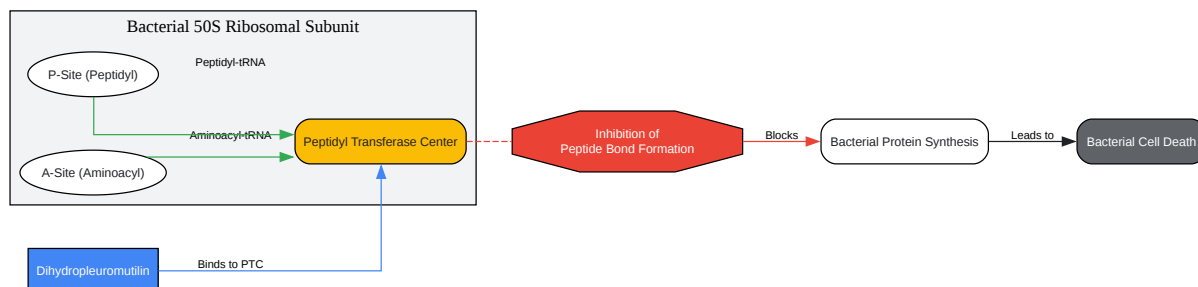 Bacterial 50S Ribosomal Subunit
Peptidyl-tRNA
P-Site (Peptidyl)
Aminoacyl-tRNA
Peptidyl Transferase Center
A-Site (Aminoacyl)
Inhibition of
Peptide Bond Formation
Blocks
Bacterial Protein Synthesis
Leads to
Bacterial Cell Death
Dihydropleuromutilin
Binds to PTC